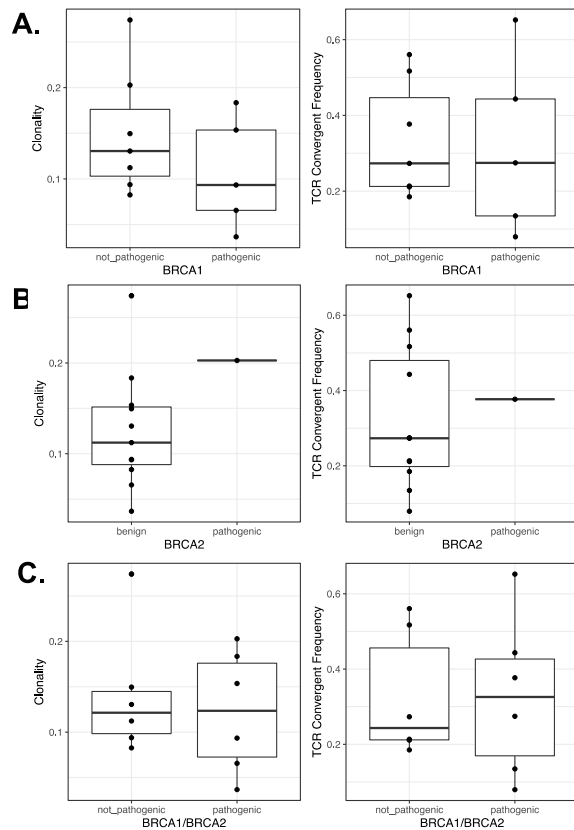 A.
Clonality
0.2
0.1
not_pathogenic pathogenic
BRCA1
TCR Convergent Frequency
0.6
0.4
0.2
not_pathogenic pathogenic
BRCA1
B
Clonality
0.2
0.1
benign pathogenic
BRCA2
TCR Convergent Frequency
0.6
0.4
0.2
benign pathogenic
BRCA2
C.
Clonality
0.2
0.1
not_pathogenic pathogenic
BRCA1/BRCA2
TCR Convergent Frequency
0.6
0.4
0.2
not_pathogenic pathogenic
BRCA1/BRCA2